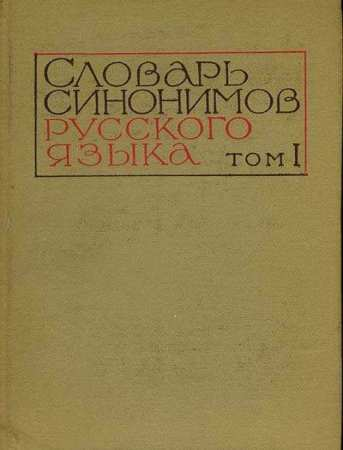 Словарь
синонимов
русского
языка том I